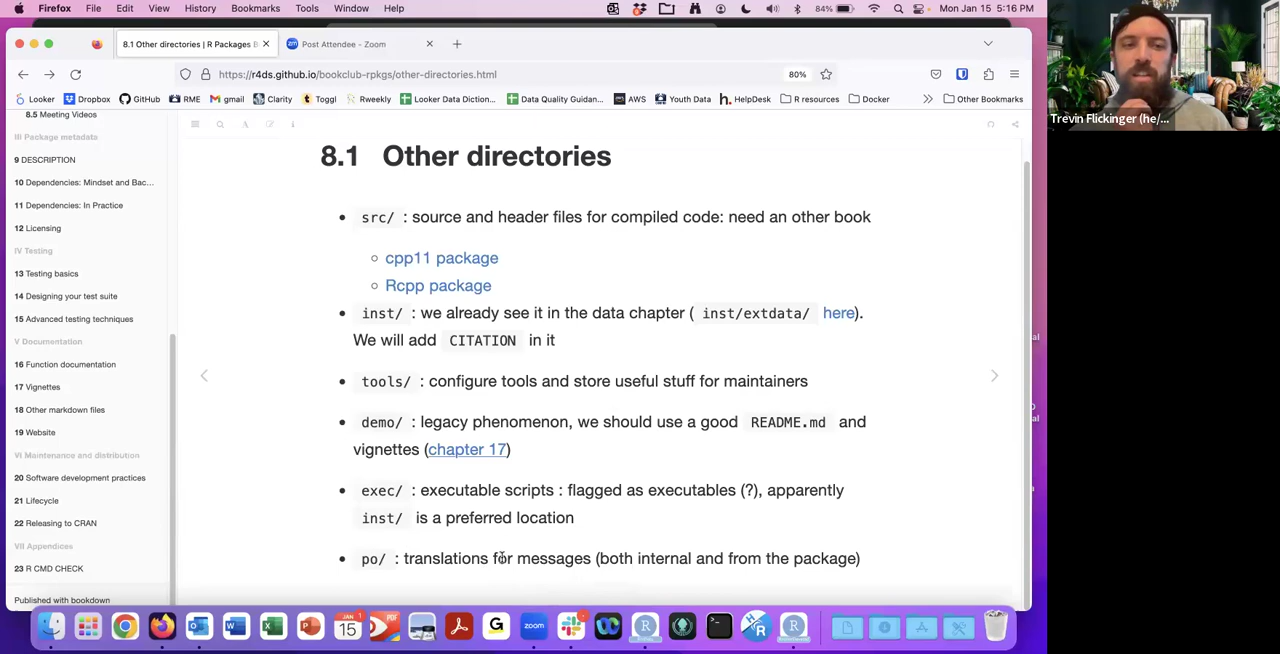 Firefox File Edit View History Bookmarks Tools Window Help 84% Mon Jan 15 5:16 PM
8.1 Other directories | R Packages B
Post Attendee - Zoom
https://r4ds.github.io/bookclub-rpkgs/other-directories.html 80%
Looker Dropbox GitHub RME gmail Clarity Toggl Rweekly Looker Data Diction... Data Quality Guidan... AWS Youth Data HelpDesk R resources Docker Other Bookmarks
Trevin Flickinger (he/...
8.5 Meeting Videos
III Package metadata
9 DESCRIPTION
10 Dependencies: Mindset and Bac...
11 Dependencies: In Practice
12 Licensing
IV Testing
13 Testing basics
14 Designing your test suite
15 Advanced testing techniques
V Documentation
16 Function documentation
17 Vignettes
18 Other markdown files
19 Website
VI Maintenance and distribution
20 Software development practices
21 Lifecycle
22 Releasing to CRAN
VII Appendices
23 R CMD CHECK
Published with bookdown
8.1 Other directories
• src/ : source and header files for compiled code: need an other book
cpp11 package
Rcpp package
• inst/ : we already see it in the data chapter ( inst/extdata/ here).
We will add CITATION in it
• tools/ : configure tools and store useful stuff for maintainers
• demo/ : legacy phenomenon, we should use a good README.md and
vignettes (chapter 17)
• exec/ : executable scripts : flagged as executables (?), apparently
inst/ is a preferred location
• po/ : translations for messages (both internal and from the package)
JAN 1
15
PDF
zoom